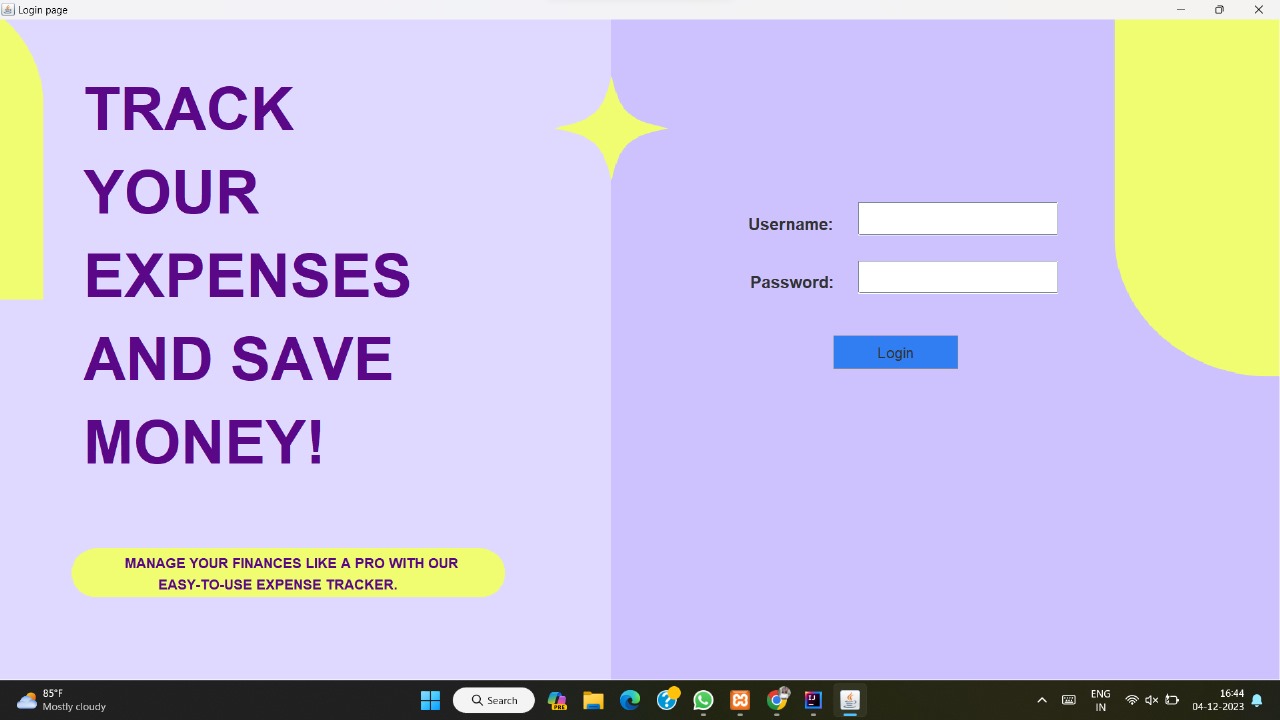 Login page
TRACK
YOUR
EXPENSES
AND SAVE
MONEY!
MANAGE YOUR FINANCES LIKE A PRO WITH OUR
EASY-TO-USE EXPENSE TRACKER.
Username:
Password:
Login
85°F
Mostly cloudy
Search
PRE
ENG
IN
16:44
04-12-2023